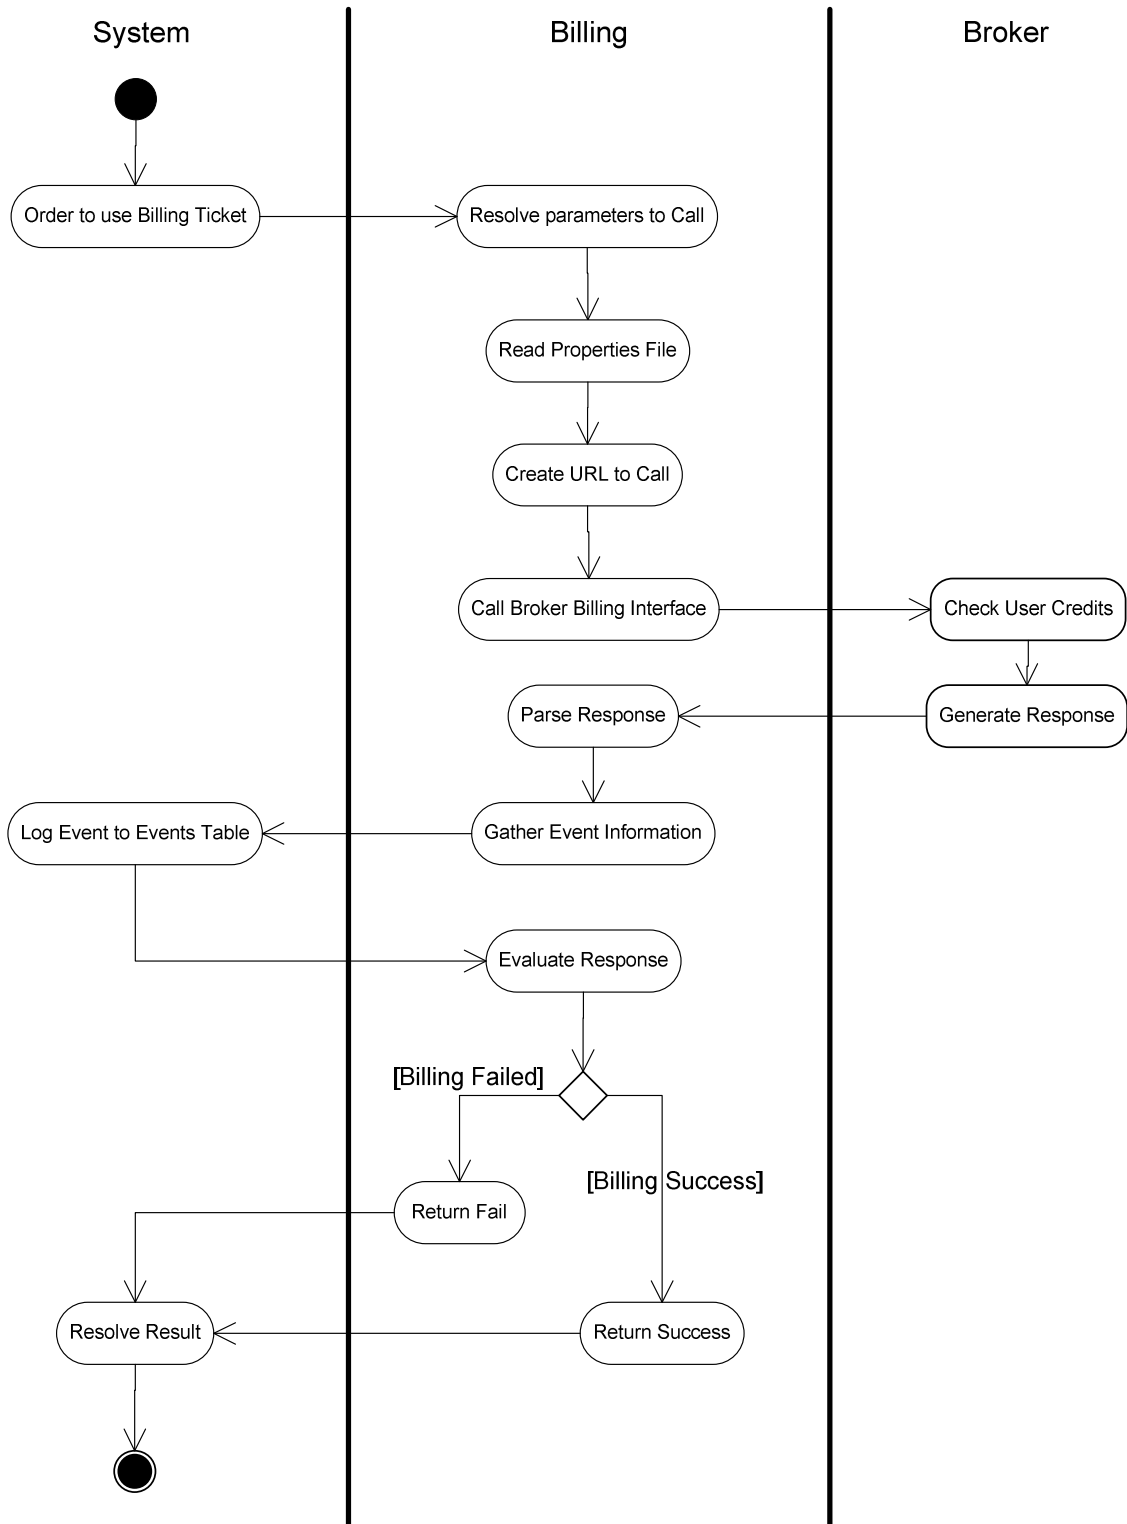 System
Billing
Broker
Order to use Billing Ticket
Resolve parameters to Call
Read Properties File
Create URL to Call
Call Broker Billing Interface
Check User Credits
Parse Response
Generate Response
Log Event to Events Table
Gather Event Information
Evaluate Response
[Billing Failed]
[Billing Success]
Return Fail
Resolve Result
Return Success